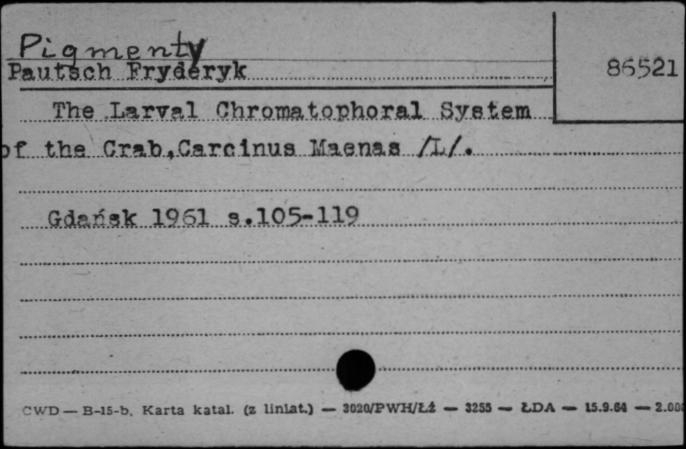 Pigmenty
Pautsch Fryderyk
86521
The Larval Chromatophoral System
of the Crab,Carcinus Maenas /L/.
Gdańsk 1961 s.105-119
CWD — B-15-b. Karta katal. (z liniat.) — 3020/PWH/Łź — 3255 — ŁDA — 15.9.64 — 2.000